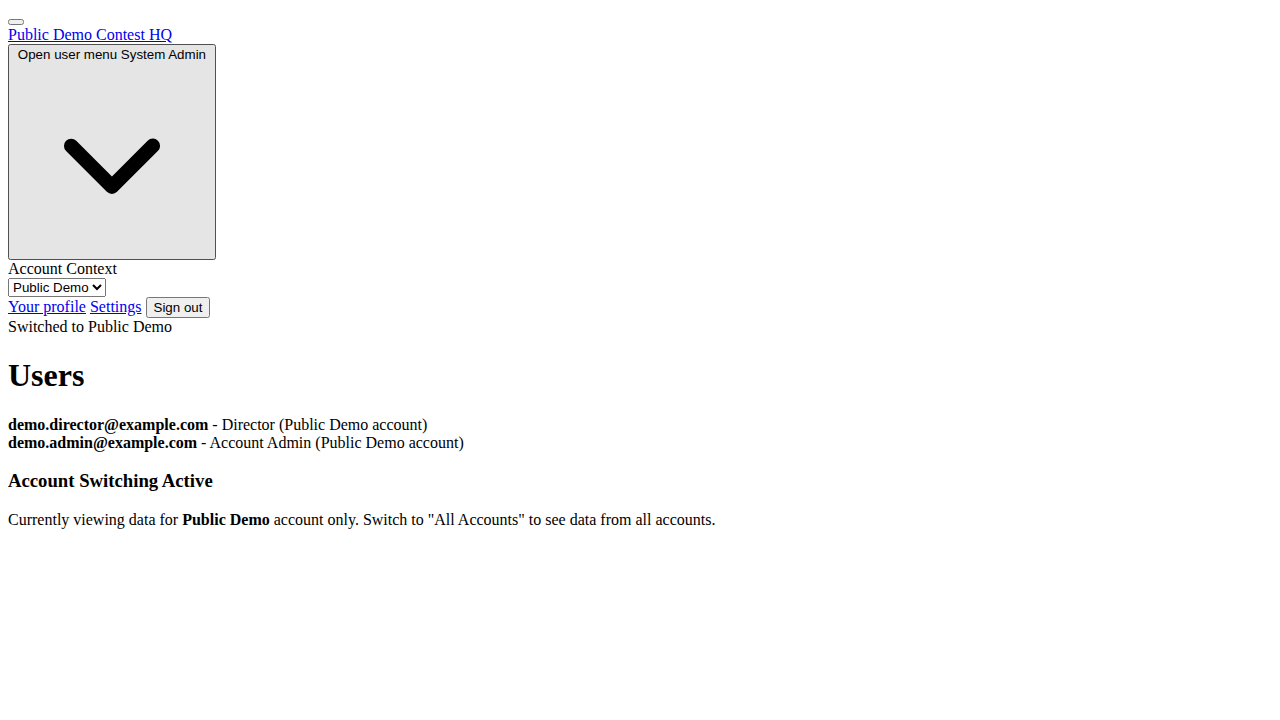 Public Demo Contest HQ
Open user menu System Admin
Account Context
Public Demo
Your profile Settings Sign out
Switched to Public Demo
Users
demo.director@example.com - Director (Public Demo account)
demo.admin@example.com - Account Admin (Public Demo account)
Account Switching Active
Currently viewing data for Public Demo account only. Switch to "All Accounts" to see data from all accounts.